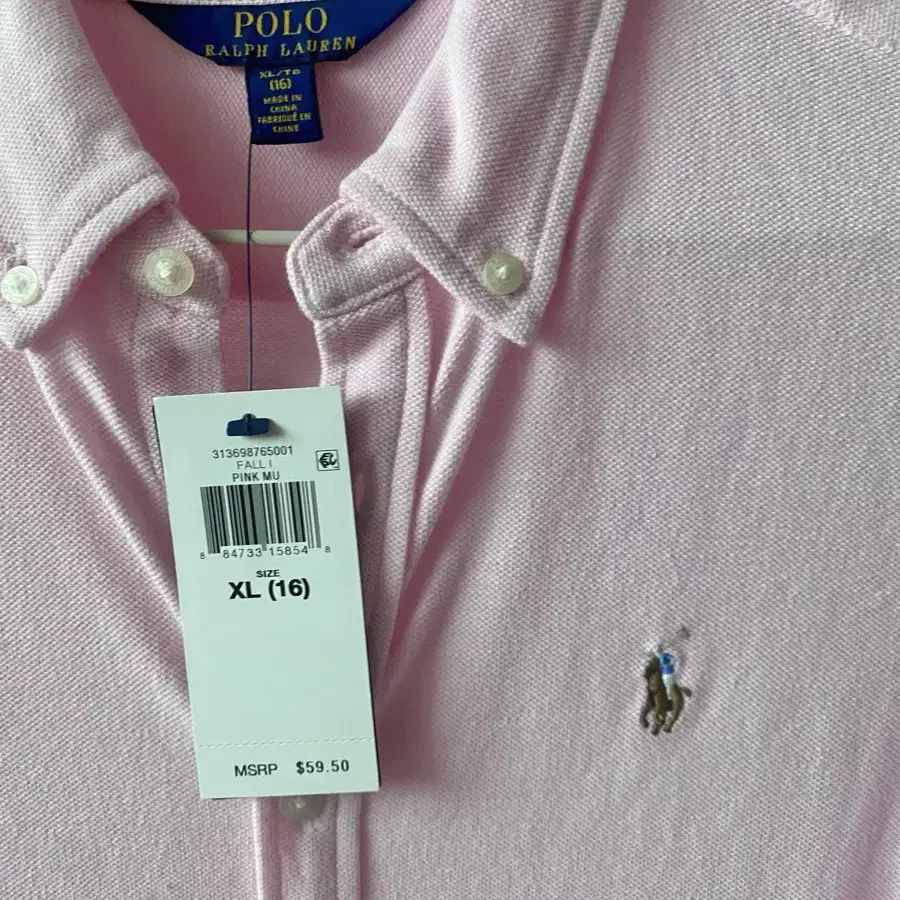 POLO
RALPH LAUREN
XL/TG
(16)
MADE IN
CHINA
FABRIQUÉ EN
CHINE
313698765001
FALL I
PINK MU
8 84733 15854 8
SIZE
XL (16)
MSRP $59.50